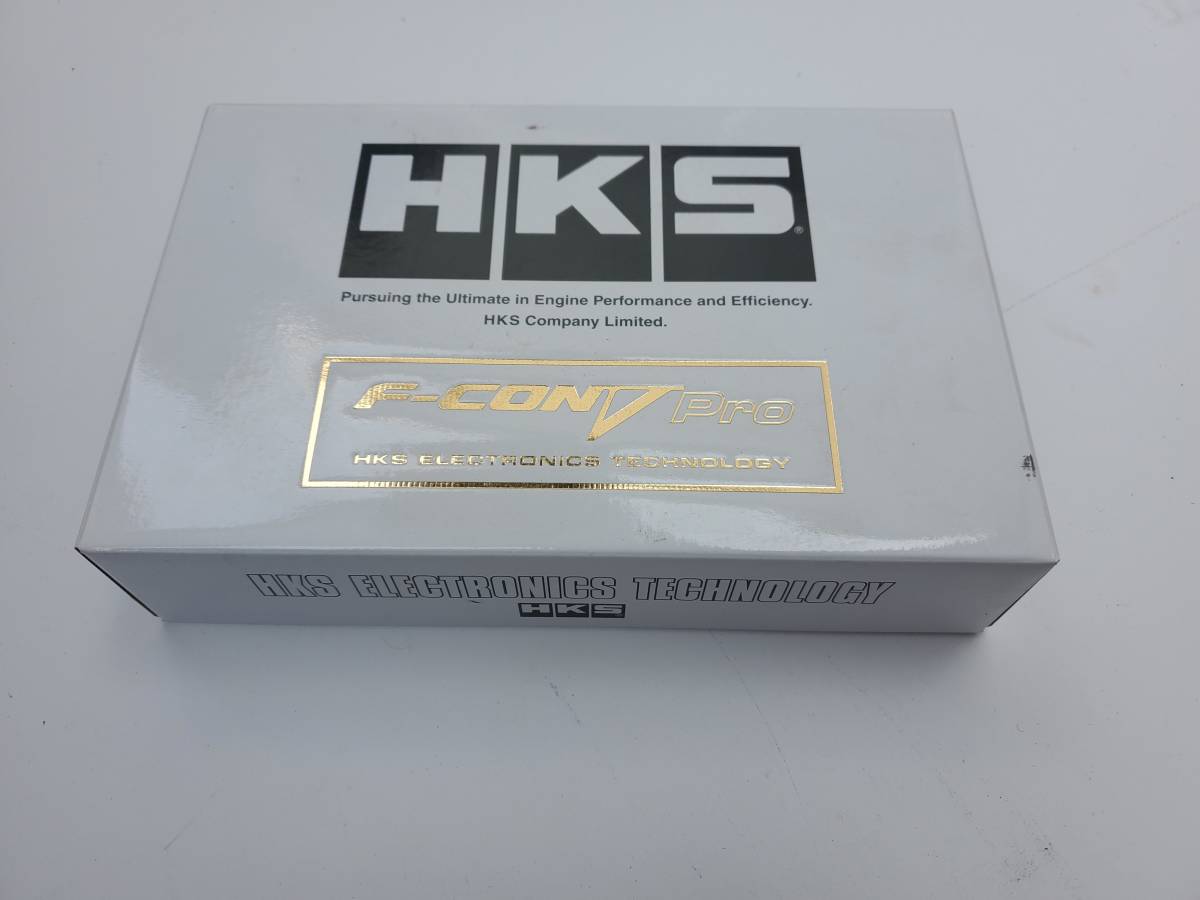 HKS®
Pursuing the Ultimate in Engine Performance and Efficiency.
HKS Company Limited.
F-CON V Pro
HKS ELECTRONICS TECHNOLOGY
HKS ELECTRONICS TECHNOLOGY
HKS